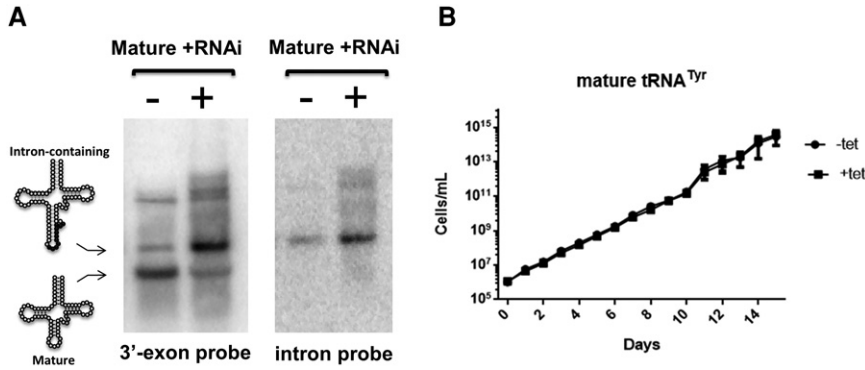 A
Mature +RNAi
Mature +RNAi
- +
- +
Intron-containing
Mature
3'-exon probe
intron probe
B
mature tRNATyr
Cells/mL
10^15
10^13
10^11
10^9
10^7
10^5
0 2 4 6 8 10 12 14
Days
-tet
+tet